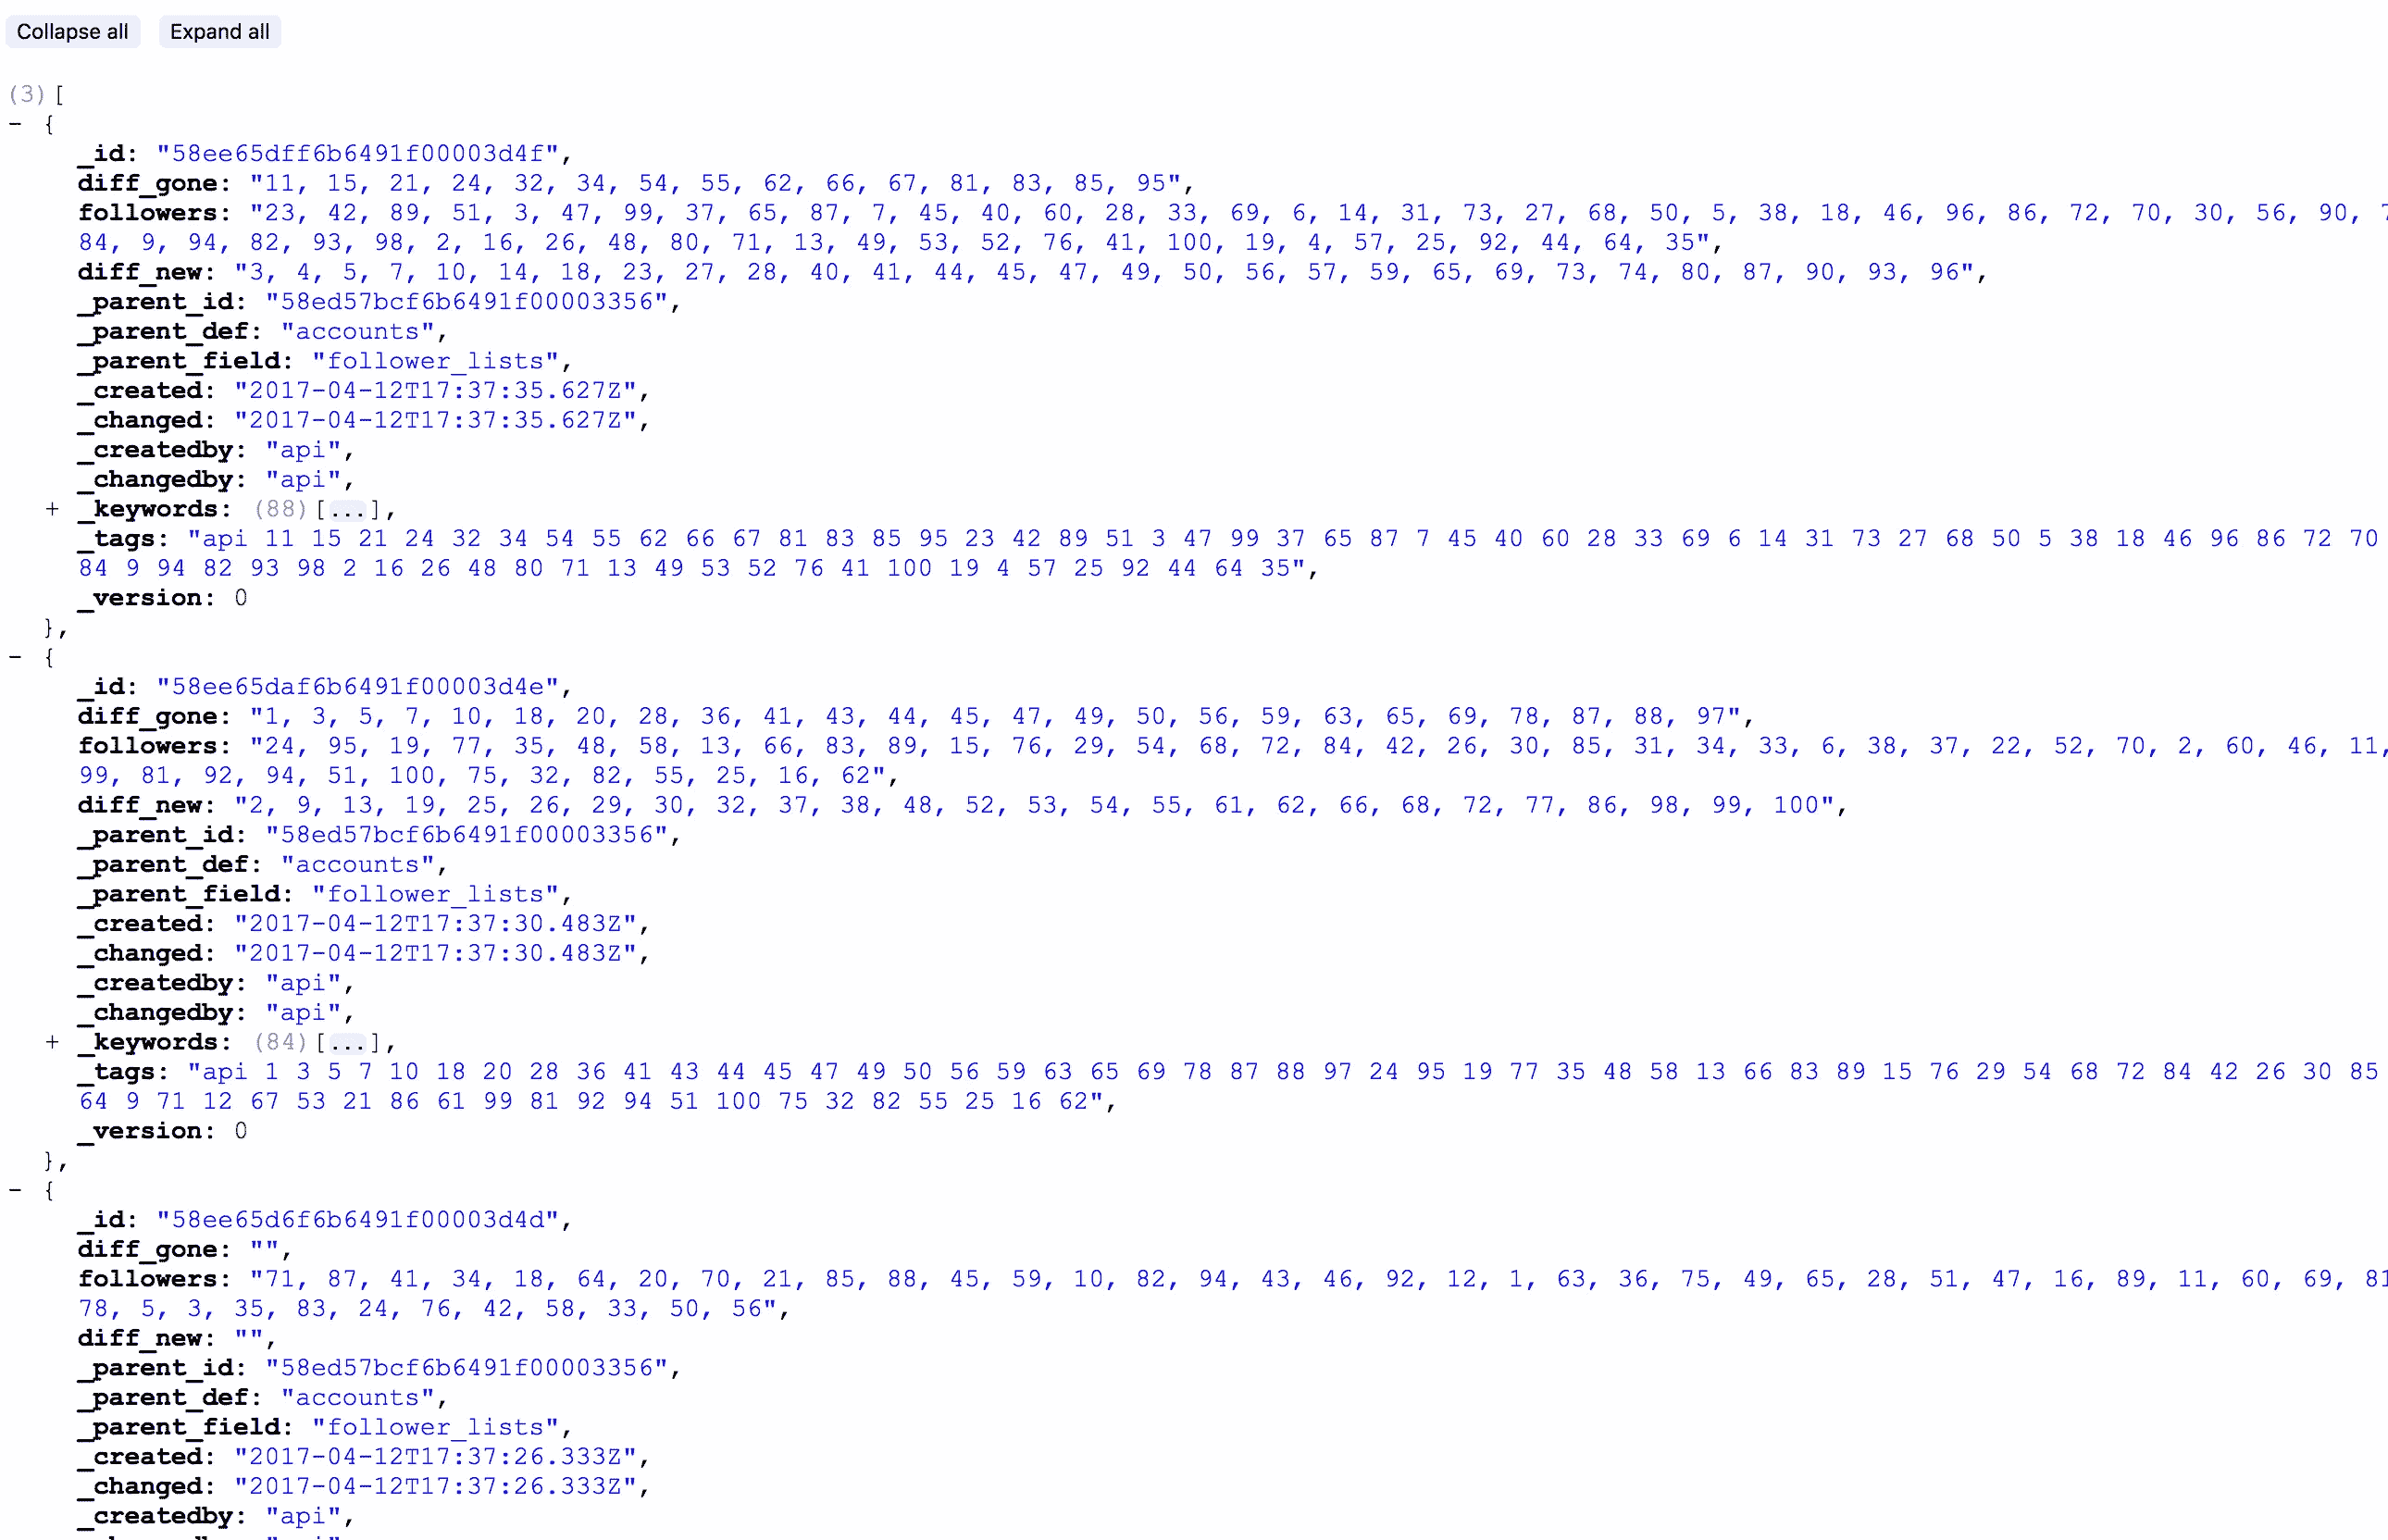 Collapse all Expand all
(3)[
- {
_id: "58ee65dff6b6491f00003d4f",
diff_gone: "11, 15, 21, 24, 32, 34, 54, 55, 62, 66, 67, 81, 83, 85, 95",
followers: "23, 42, 89, 51, 3, 47, 99, 37, 65, 87, 7, 45, 40, 60, 28, 33, 69, 6, 14, 31, 73, 27, 68, 50, 5, 38, 18, 46, 96, 86, 72, 70, 30, 56, 90,
84, 9, 94, 82, 93, 98, 2, 16, 26, 48, 80, 71, 13, 49, 53, 52, 76, 41, 100, 19, 4, 57, 25, 92, 44, 64, 35",
diff_new: "3, 4, 5, 7, 10, 14, 18, 23, 27, 28, 40, 41, 44, 45, 47, 49, 50, 56, 57, 59, 65, 69, 73, 74, 80, 87, 90, 93, 96",
_parent_id: "58ed57bcf6b6491f00003356",
_parent_def: "accounts",
_parent_field: "follower_lists",
_created: "2017-04-12T17:37:35.627Z",
_changed: "2017-04-12T17:37:35.627Z",
_createdby: "api",
_changedby: "api",
+ _keywords: (88)[...],
_tags: "api 11 15 21 24 32 34 54 55 62 66 67 81 83 85 95 23 42 89 51 3 47 99 37 65 87 7 45 40 60 28 33 69 6 14 31 73 27 68 50 5 38 18 46 96 86 72 70
84 9 94 82 93 98 2 16 26 48 80 71 13 49 53 52 76 41 100 19 4 57 25 92 44 64 35",
_version: 0
},
- {
_id: "58ee65daf6b6491f00003d4e",
diff_gone: "1, 3, 5, 7, 10, 18, 20, 28, 36, 41, 43, 44, 45, 47, 49, 50, 56, 59, 63, 65, 69, 78, 87, 88, 97",
followers: "24, 95, 19, 77, 35, 48, 58, 13, 66, 83, 89, 15, 76, 29, 54, 68, 72, 84, 42, 26, 30, 85, 31, 34, 33, 6, 38, 37, 22, 52, 70, 2, 60, 46, 11,
99, 81, 92, 94, 51, 100, 75, 32, 82, 55, 25, 16, 62",
diff_new: "2, 9, 13, 19, 25, 26, 29, 30, 32, 37, 38, 48, 52, 53, 54, 55, 61, 62, 66, 68, 72, 77, 86, 98, 99, 100",
_parent_id: "58ed57bcf6b6491f00003356",
_parent_def: "accounts",
_parent_field: "follower_lists",
_created: "2017-04-12T17:37:30.483Z",
_changed: "2017-04-12T17:37:30.483Z",
_createdby: "api",
_changedby: "api",
+ _keywords: (84)[...],
_tags: "api 1 3 5 7 10 18 20 28 36 41 43 44 45 47 49 50 56 59 63 65 69 78 87 88 97 24 95 19 77 35 48 58 13 66 83 89 15 76 29 54 68 72 84 42 26 30 85
64 9 71 12 67 53 21 86 61 99 81 92 94 51 100 75 32 82 55 25 16 62",
_version: 0
},
- {
_id: "58ee65d6f6b6491f00003d4d",
diff_gone: "",
followers: "71, 87, 41, 34, 18, 64, 20, 70, 21, 85, 88, 45, 59, 10, 82, 94, 43, 46, 92, 12, 1, 63, 36, 75, 49, 65, 28, 51, 47, 16, 89, 11, 60, 69, 81
78, 5, 3, 35, 83, 24, 76, 42, 58, 33, 50, 56",
diff_new: "",
_parent_id: "58ed57bcf6b6491f00003356",
_parent_def: "accounts",
_parent_field: "follower_lists",
_created: "2017-04-12T17:37:26.333Z",
_changed: "2017-04-12T17:37:26.333Z",
_createdby: "api",